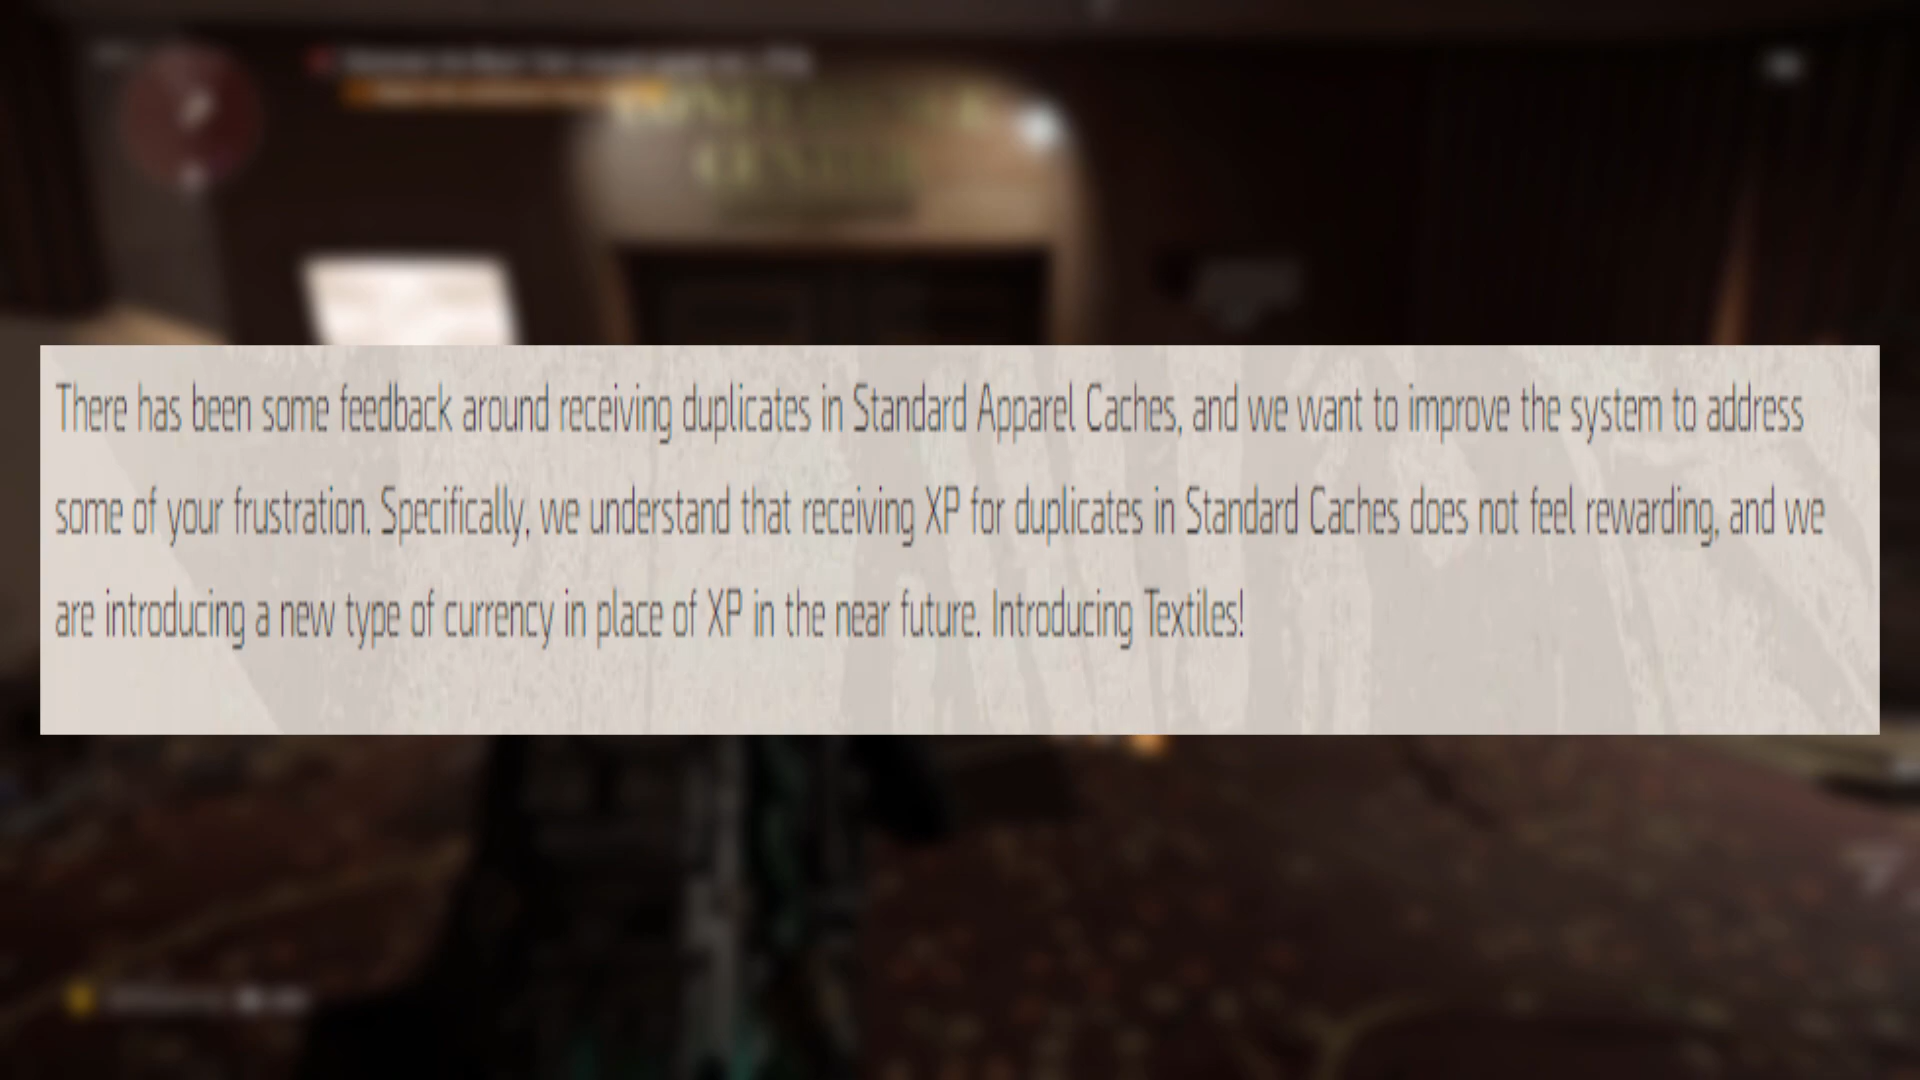 CENTER
There has been some feedback around receiving duplicates in Standard Apparel Caches, and we want to improve the system to address
some of your frustration. Specifically, we understand that receiving XP for duplicates in Standard Caches does not feel rewarding, and we
are introducing a new type of currency in place of XP in the near future. Introducing Textiles!